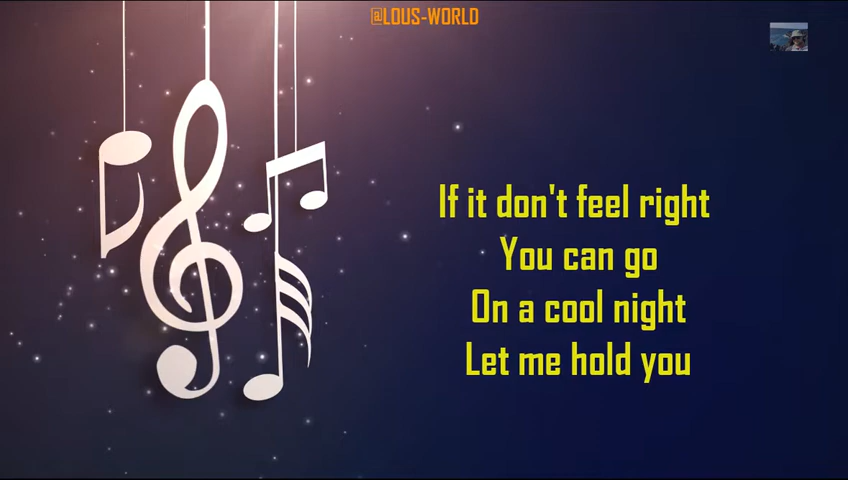 @LOUS-WORLD
If it don't feel right
You can go
On a cool night
Let me hold you